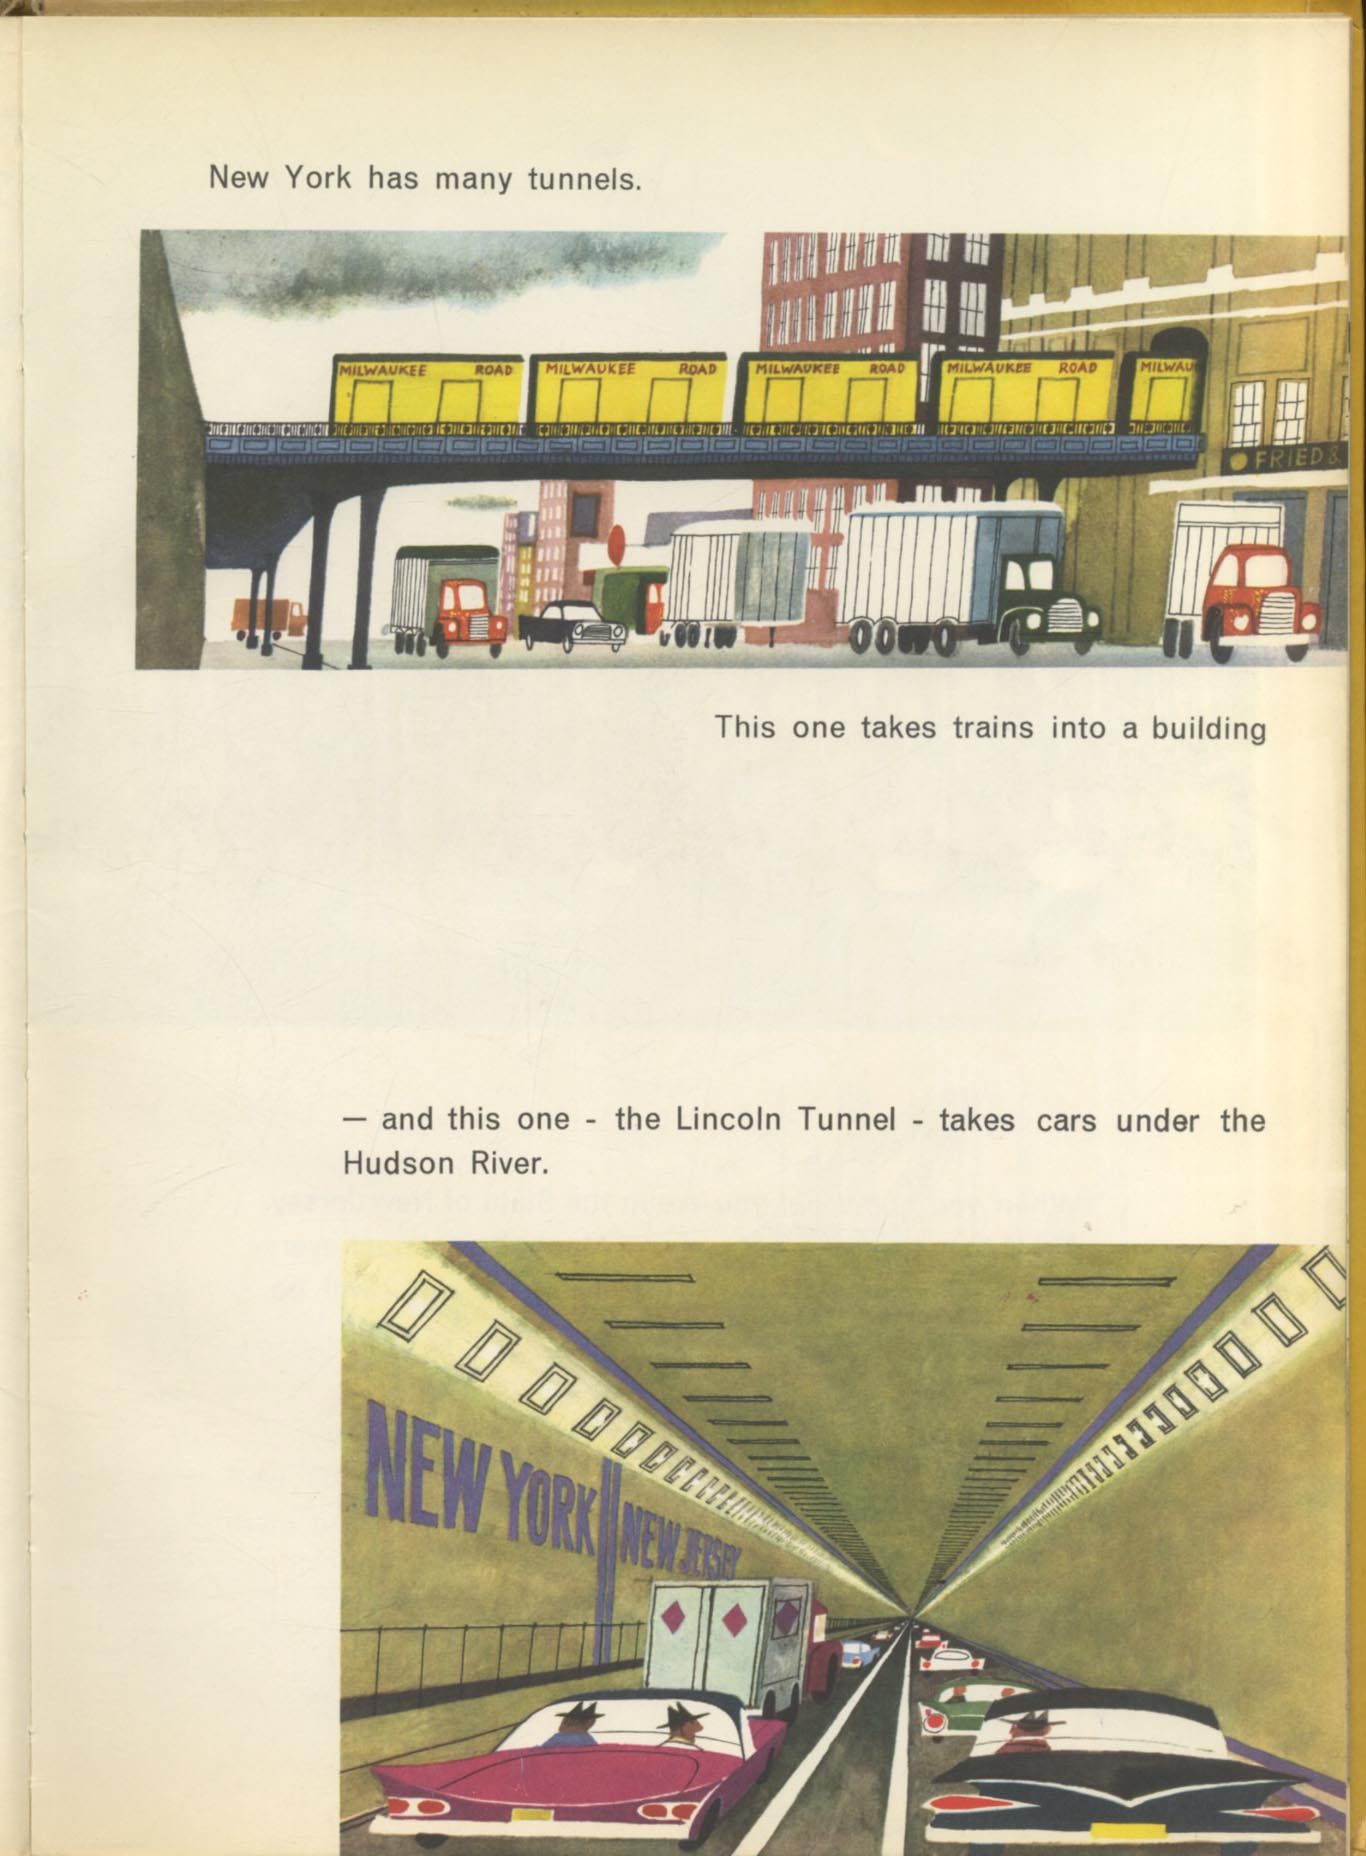 New York has many tunnels.
MILWAUKEE ROAD MILWAUKEE ROAD MILWAUKEE ROAD MILWAUKEE ROAD MILWAU
FRIED &
This one takes trains into a building
— and this one - the Lincoln Tunnel - takes cars under the
Hudson River.
NEW YORK NEW JERSEY